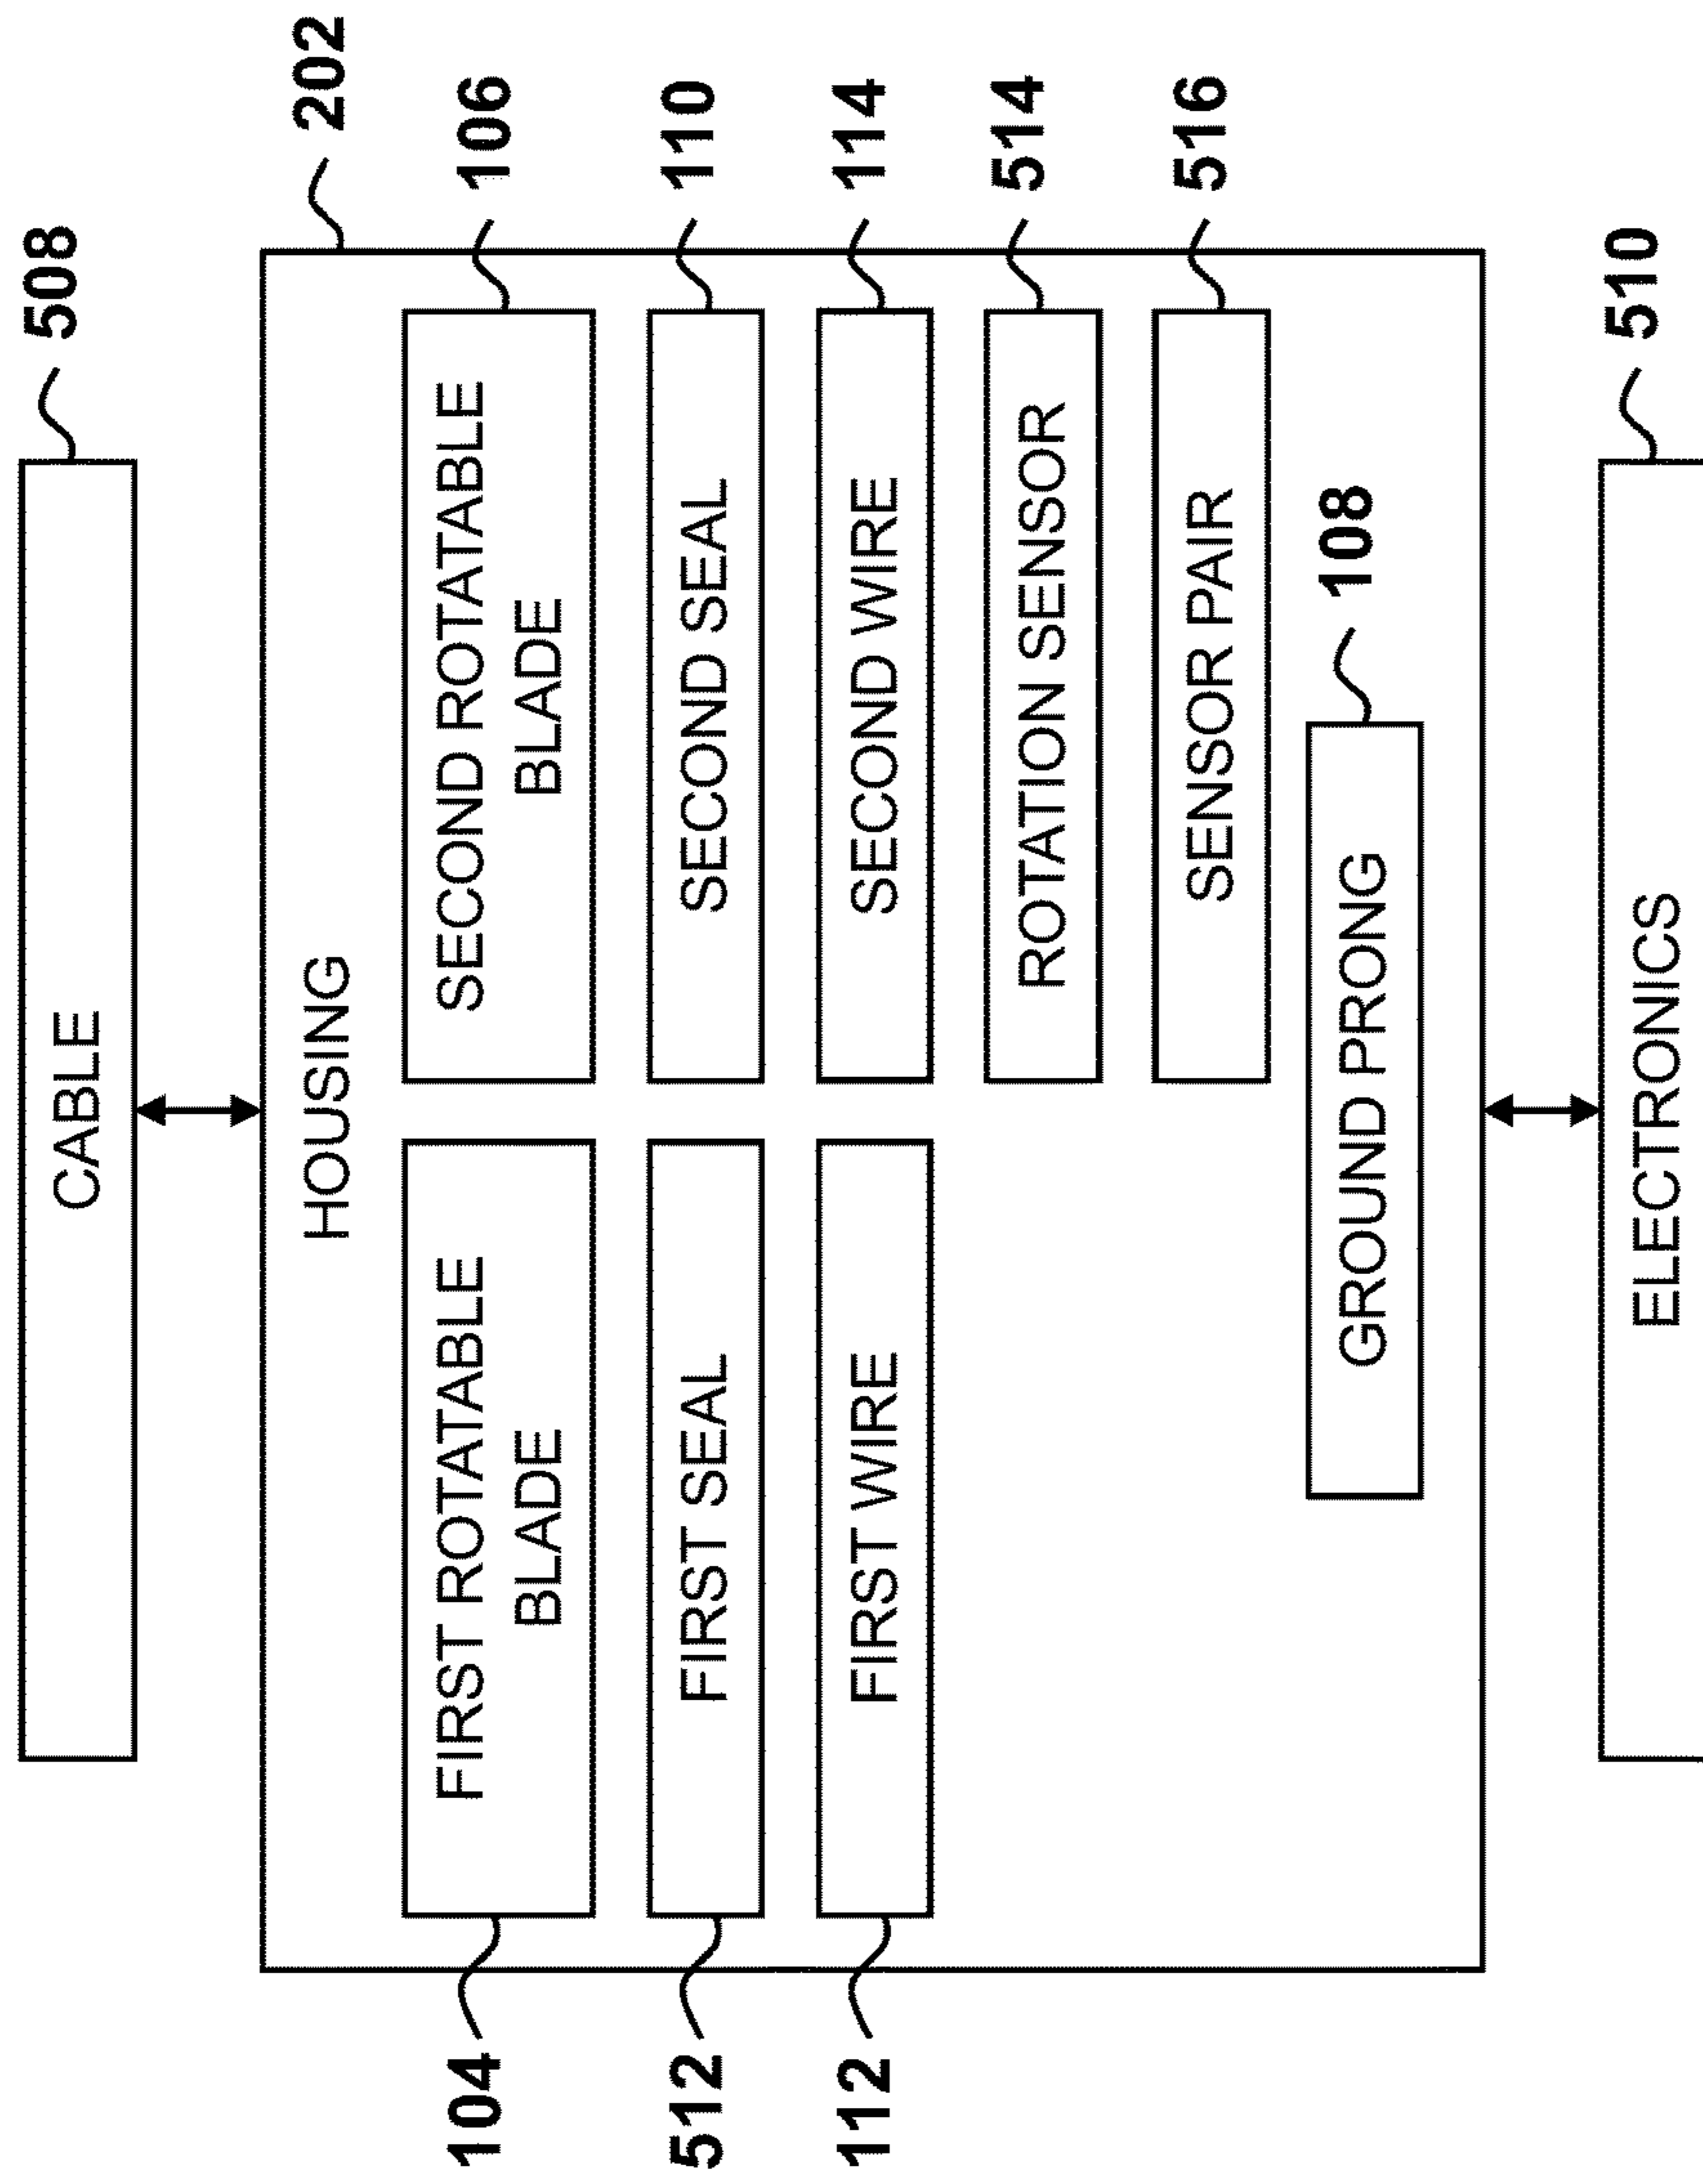 CABLE
508
HOUSING
202
FIRST ROTATABLE
BLADE
104
SECOND ROTATABLE
BLADE
106
FIRST SEAL
512
SECOND SEAL
110
FIRST WIRE
112
SECOND WIRE
114
ROTATION SENSOR
514
SENSOR PAIR
516
GROUND PRONG
108
ELECTRONICS
510